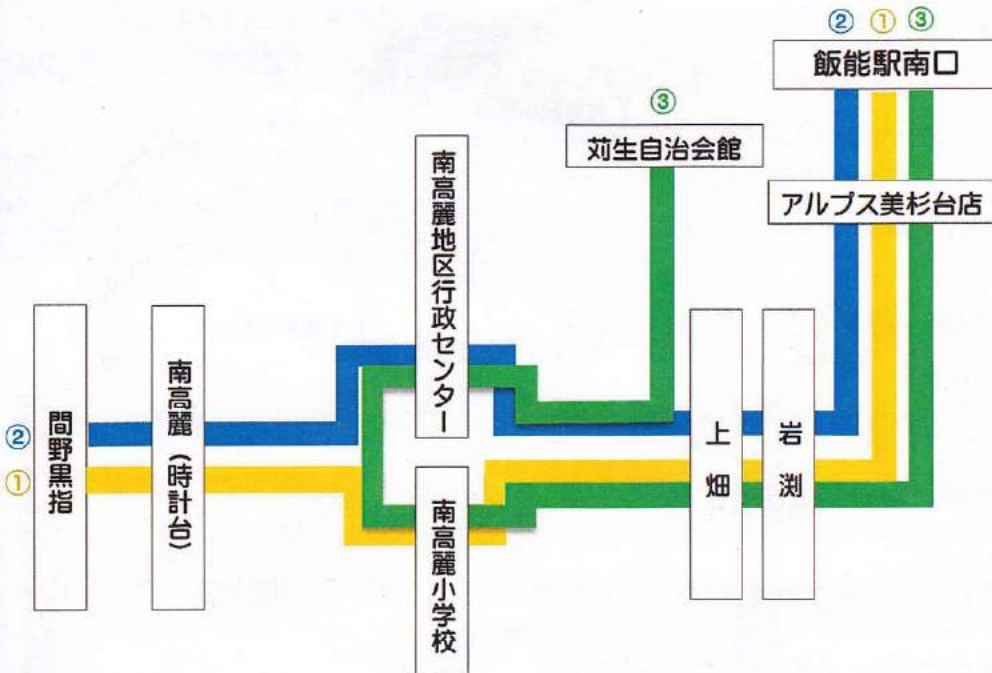 ② ① ③
飯能駅南口
③
苅生自治会館
アルプス美杉台店
南高麗地区行政センター
南高麗小学校
上畑
岩渕
南高麗（時計台）
間野黒指
②
①